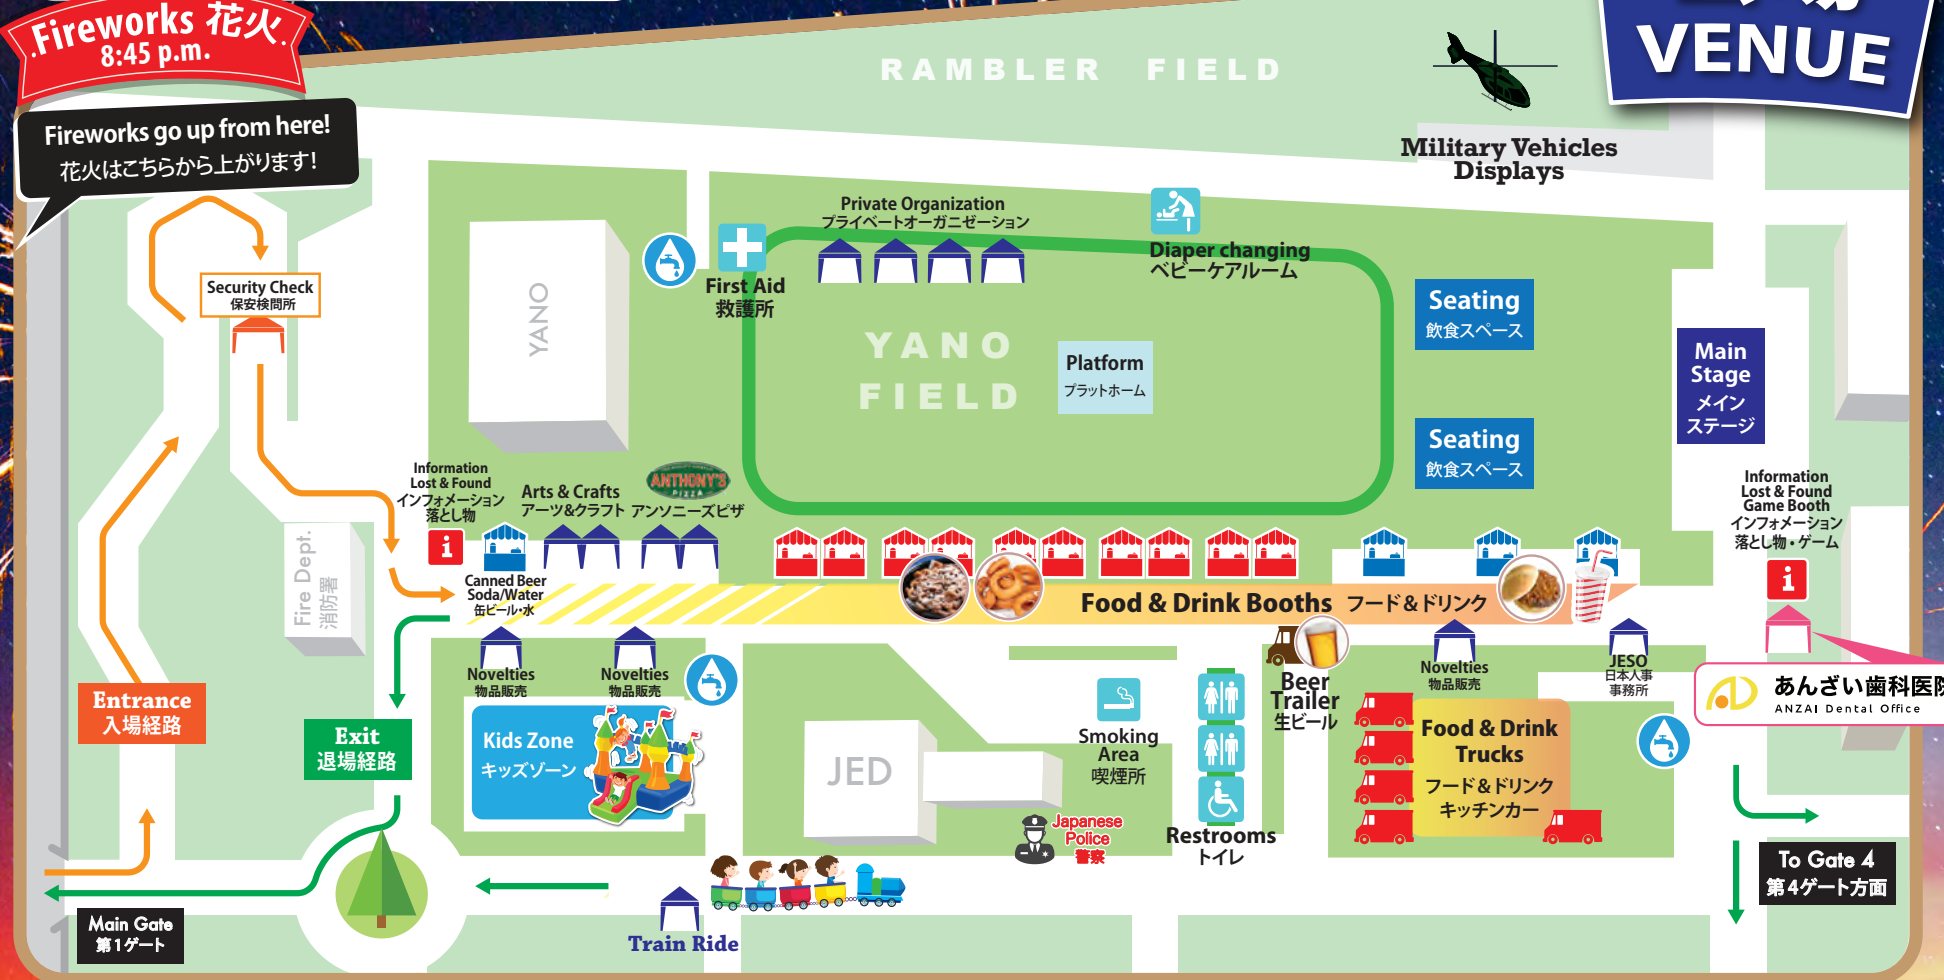 Fireworks 花火
8:45 p.m.
Fireworks go up from here!
花火はこちらから上がります!
VENUE
RAMBLER FIELD
Military Vehicles
Displays
Security Check
保安検問所
YANO
First Aid
救護所
Private Organization
プライベートオーガニゼーション
Diaper changing
ベビーケアルーム
YANO
FIELD
Platform
プラットホーム
Seating
飲食スペース
Seating
飲食スペース
Main
Stage
メイン
ステージ
Information
Lost & Found
インフォメーション
落とし物
Arts & Crafts
アーツ&クラフト
ANTHONY'S
PIZZA
アンソニーズピザ
Information
Lost & Found
Game Booth
インフォメーション
落とし物・ゲーム
Fire Dept.
消防署
Canned Beer
Soda/Water
缶ビール・水
Food & Drink Booths フード&ドリンク
Novelties
物品販売
Novelties
物品販売
Beer
Trailer
生ビール
Novelties
物品販売
JESO
日本人事
事務所
あんざい歯科医院
ANZAI Dental Office
Entrance
入場経路
Exit
退場経路
Kids Zone
キッズゾーン
JED
Smoking
Area
喫煙所
Japanese
Police
警察
Restrooms
トイレ
Food & Drink
Trucks
フード&ドリンク
キッチンカー
To Gate 4
第4ゲート方面
Main Gate
第1ゲート
Train Ride